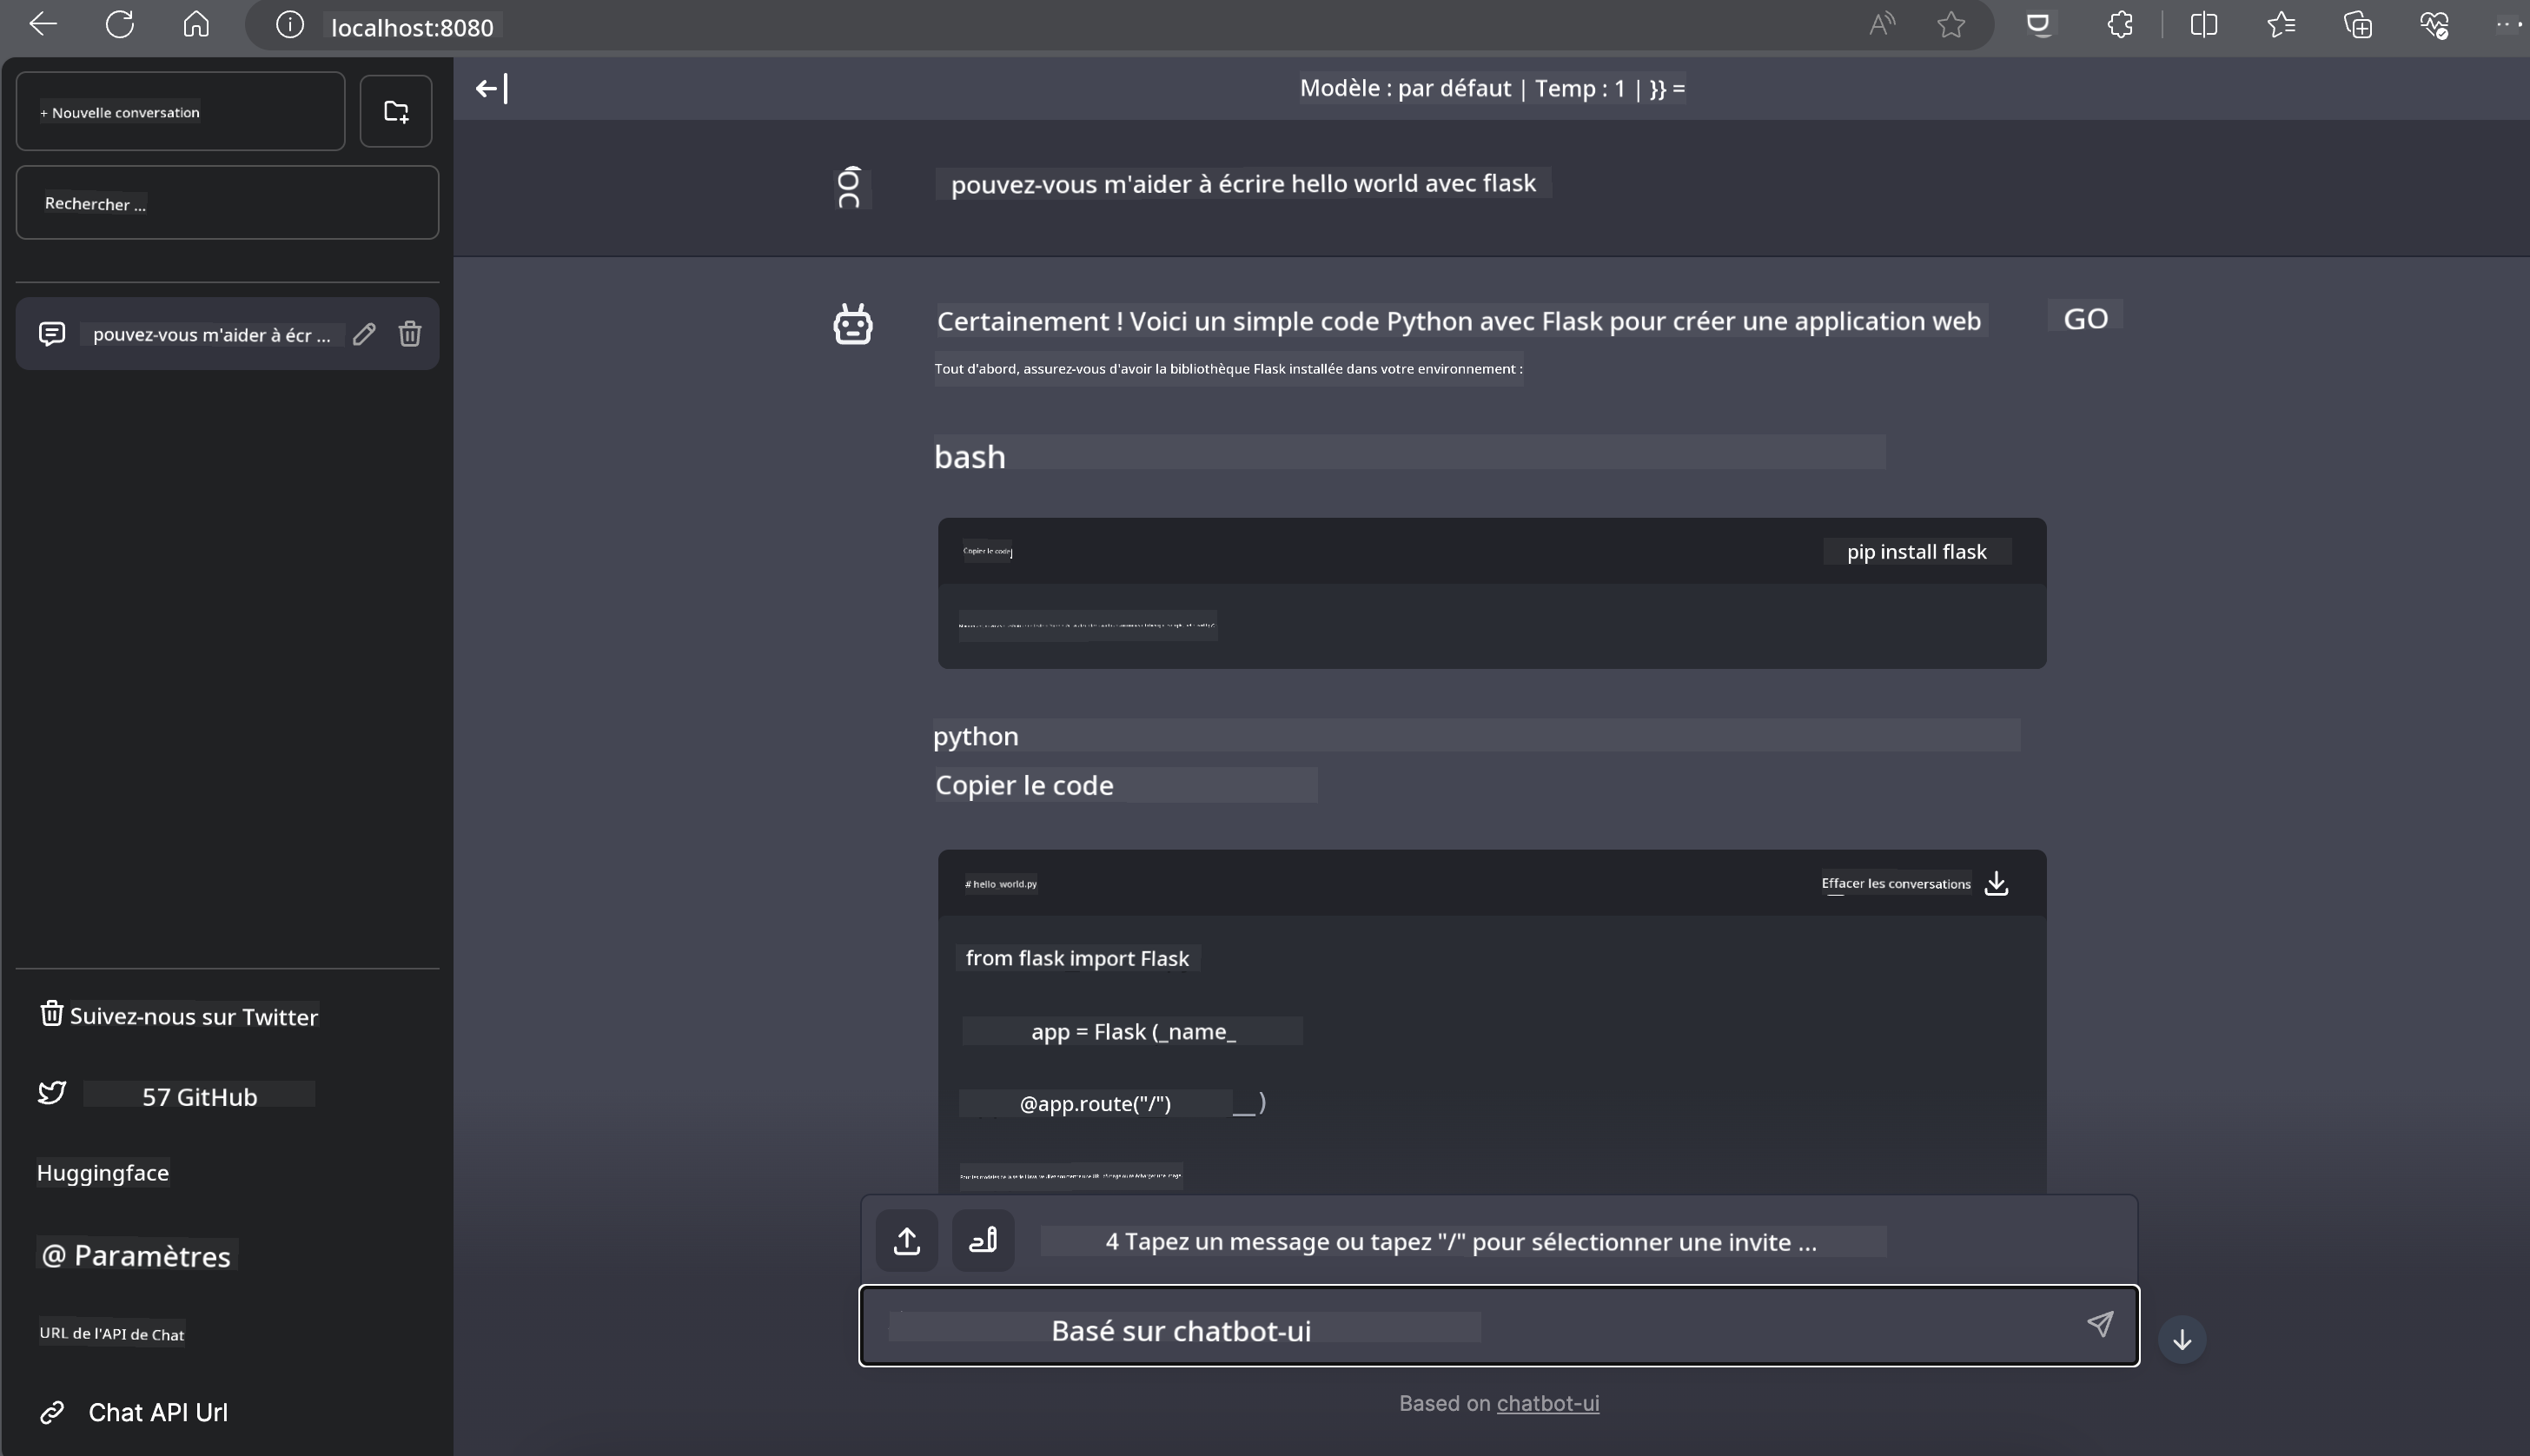 localhost:8080
+ Nouvelle conversation
Rechercher ...
pouvez-vous m'aider à écr ...
Suivez-nous sur Twitter
57 GitHub
Huggingface
@ Paramètres
URL de l'API de Chat
Chat API Url
Modèle : par défaut | Temp : 1 | }} =
pouvez-vous m'aider à écrire hello world avec flask
Certainement ! Voici un simple code Python avec Flask pour créer une application web
GO
Tout d'abord, assurez-vous d'avoir la bibliothèque Flask installée dans votre environnement :
bash
Copier le code
pip install flask
python
Copier le code
# hello_world.py
Effacer les conversations
from flask import Flask
app = Flask (_name_
@app.route("/")
__)
4 Tapez un message ou tapez "/" pour sélectionner une invite ...
Basé sur chatbot-ui
Based on chatbot-ui